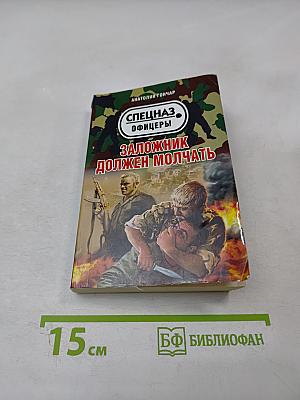 АНАТОЛИЙ ГОНЧАР
СПЕЦНАЗ
ОФИЦЕРЫ
ЗАЛОЖНИК
ДОЛЖЕН МОЛЧАТЬ
15 см
БФ БИБЛИОФАН